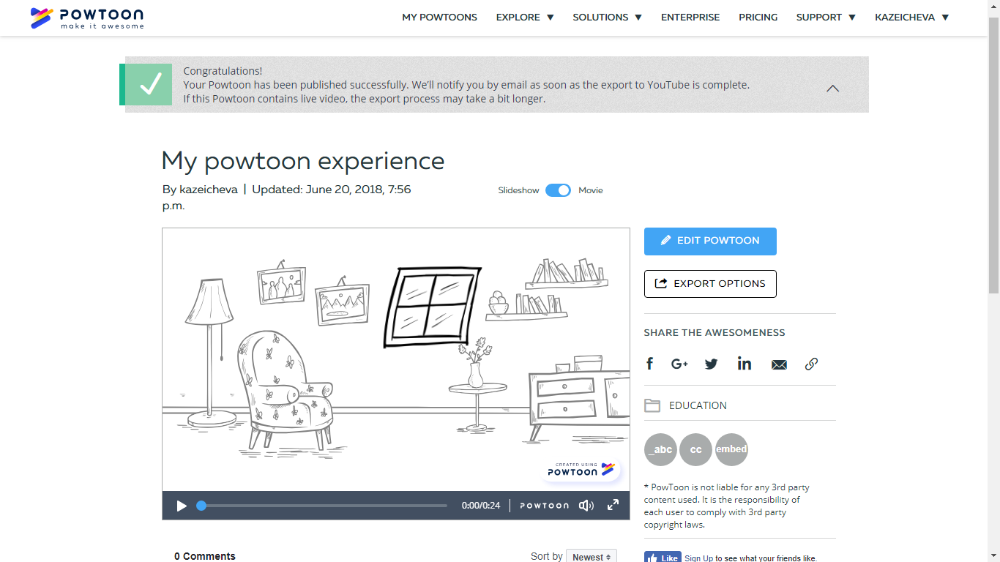 POWTOON
make it awesome
MY POWTOONS EXPLORE SOLUTIONS ENTERPRISE PRICING SUPPORT KAZEICHEVA
Congratulations!
Your Powtoon has been published successfully. We'll notify you by email as soon as the export to YouTube is complete.
If this Powtoon contains live video, the export process may take a bit longer.
My powtoon experience
By kazeicheva | Updated: June 20, 2018, 7:56
p.m.
Slideshow Movie
EDIT POWTOON
EXPORT OPTIONS
SHARE THE AWESOMENESS
f G+ in
EDUCATION
_abc cc embed
* PowToon is not liable for any 3rd party
content used. It is the responsibility of
each user to comply with 3rd party
copyright laws.
CREATED USING
POWTOON
0:00/0:24 POWTOON
0 Comments
Sort by Newest
Like Sign Up to see what your friends like.